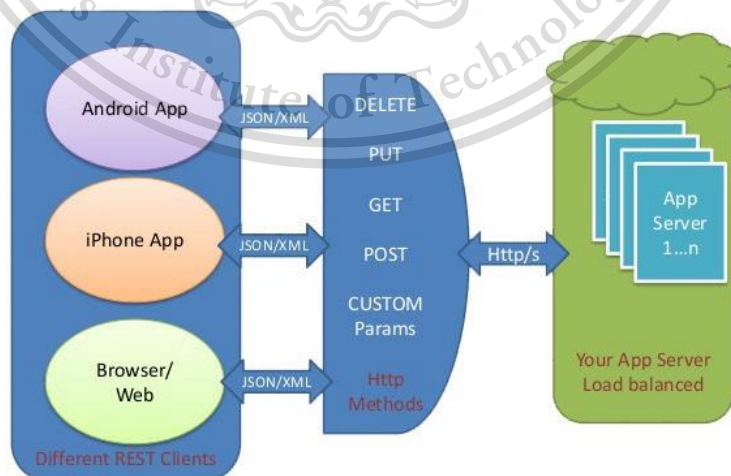 s Institute of Technolog
Android App
iPhone App
Browser/
Web
Different REST Clients
JSON/XML
JSON/XML
JSON/XML
DELETE
PUT
GET
POST
CUSTOM
Params
Http
Methods
Http/s
App
Server
1...n
Your App Server
Load balanced